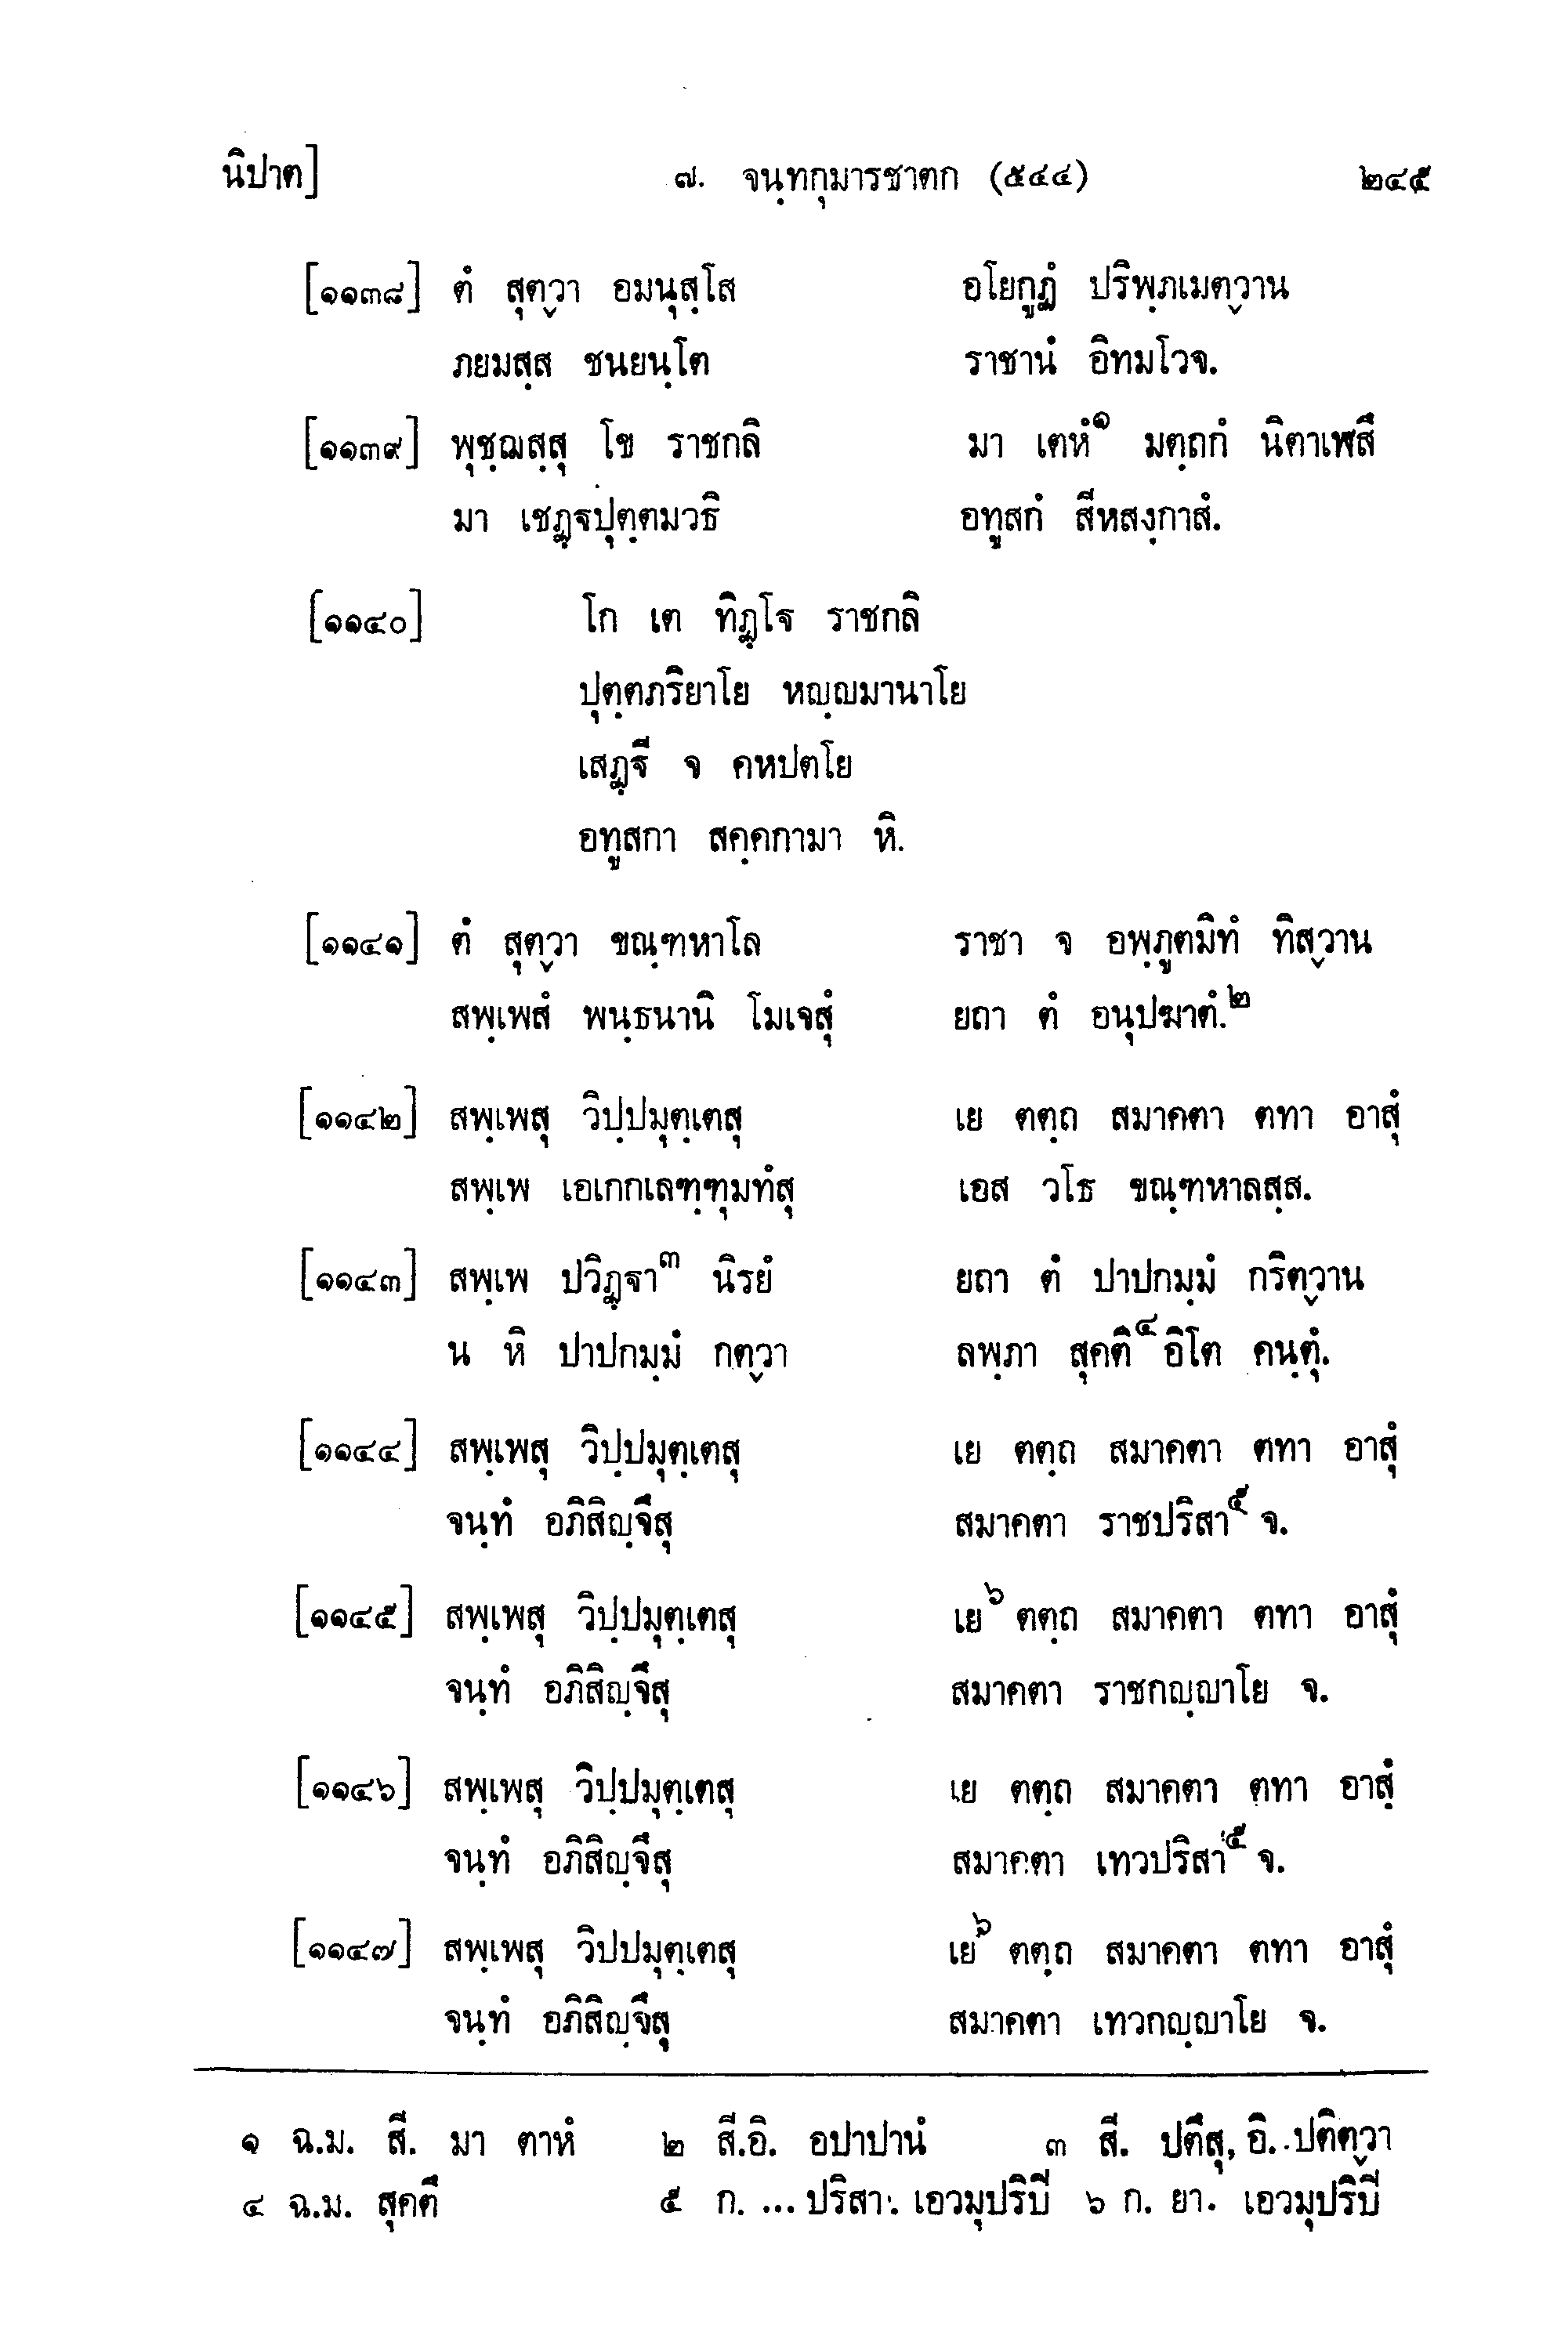 นิปาต] ๗. จนฺทกุมารชาตก (๕๔๔) ๒๔๕
[๑๑๓๘] ตํ สุตฺวา อมนุสฺโส อโยกูฏํ ปริพฺภเมตฺวาน
ภยมสฺส ชนยนฺโต ราชานํ อิทมโวจ.
[๑๑๓๙] พุชฺฌสฺสุ โข ราชกลิ มา เตหํ๑ มตฺถกํ นิตาเฬสึ
มา เชฏฺฐปุตฺตมวธิ อทูสกํ สีหสงฺกาสํ.
[๑๑๔๐] โก เต ทิฏฺโฐ ราชกลิ
ปุตฺตภริยาโย หญฺญมานาโย
เสฏฺฐี จ คหปตโย
อทูสกา สคฺคกามา หิ.
[๑๑๔๑] ตํ สุตฺวา ขณฺฑหาโล ราชา จ อพฺภูตมิทํ ทิสฺวาน
สพฺเพสํ พนฺธนานิ โมเจสุํ ยถา ตํ อนุปฆาตํ.๒
[๑๑๔๒] สพฺเพสุ วิปฺปมุตฺเตสุ เย ตตฺถ สมาคตา ตทา อาสุํ
สพฺเพ เอเกกเลฑฺฑุมทํสุ เอส วโธ ขณฺฑหาลสฺส.
[๑๑๔๓] สพฺเพ ปวิฏฺฐา๓ นิรยํ ยถา ตํ ปาปกมฺมํ กริตฺวาน
น หิ ปาปกมฺมํ กตฺวา ลพฺภา สุคติ๔ อิโต คนฺตุํ.
[๑๑๔๔] สพฺเพสุ วิปฺปมุตฺเตสุ เย ตตฺถ สมาคตา ตทา อาสุํ
จนฺทํ อภิสิญฺจึสุ สมาคตา ราชปริสา๕ จ.
[๑๑๔๕] สพฺเพสุ วิปฺปมุตฺเตสุ เย๖ ตตฺถ สมาคตา ตทา อาสุํ
จนฺทํ อภิสิญฺจึสุ สมาคตา ราชกญฺญาโย จ.
[๑๑๔๖] สพฺเพสุ วิปฺปมุตฺเตสุ เย ตตฺถ สมาคตา ตทา อาสุํ
จนฺทํ อภิสิญฺจึสุ สมาคตา เทวปริสา๕ จ.
[๑๑๔๗] สพฺเพสุ วิปปมุตฺเตสุ เย๖ ตตฺถ สมาคตา ตทา อาสุํ
จนฺทํ อภิสิญฺจึสุ สมาคตา เทวกญฺญาโย จ.
๑ ฉ.ม. สี. มา ตาหํ ๒ สี.อิ. อปาปานํ ๓ สี. ปตึสุ, อิ. ปติตฺวา
๔ ฉ.ม. สุคตึ ๕ ก. ... ปริสา. เอวมุปริปี ๖ ก. ยา. เอวมุปริปี